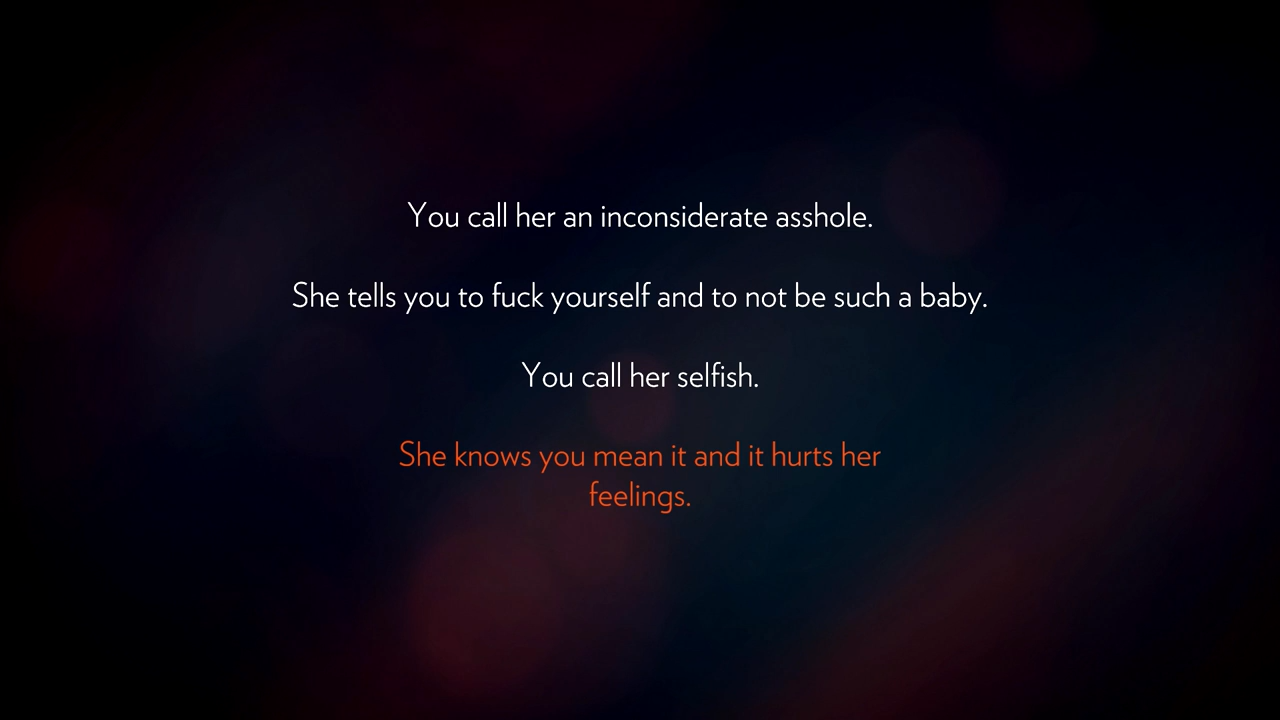 You call her an inconsiderate asshole.
She tells you to fuck yourself and to not be such a baby.
You call her selfish.
She knows you mean it and it hurts her
feelings.